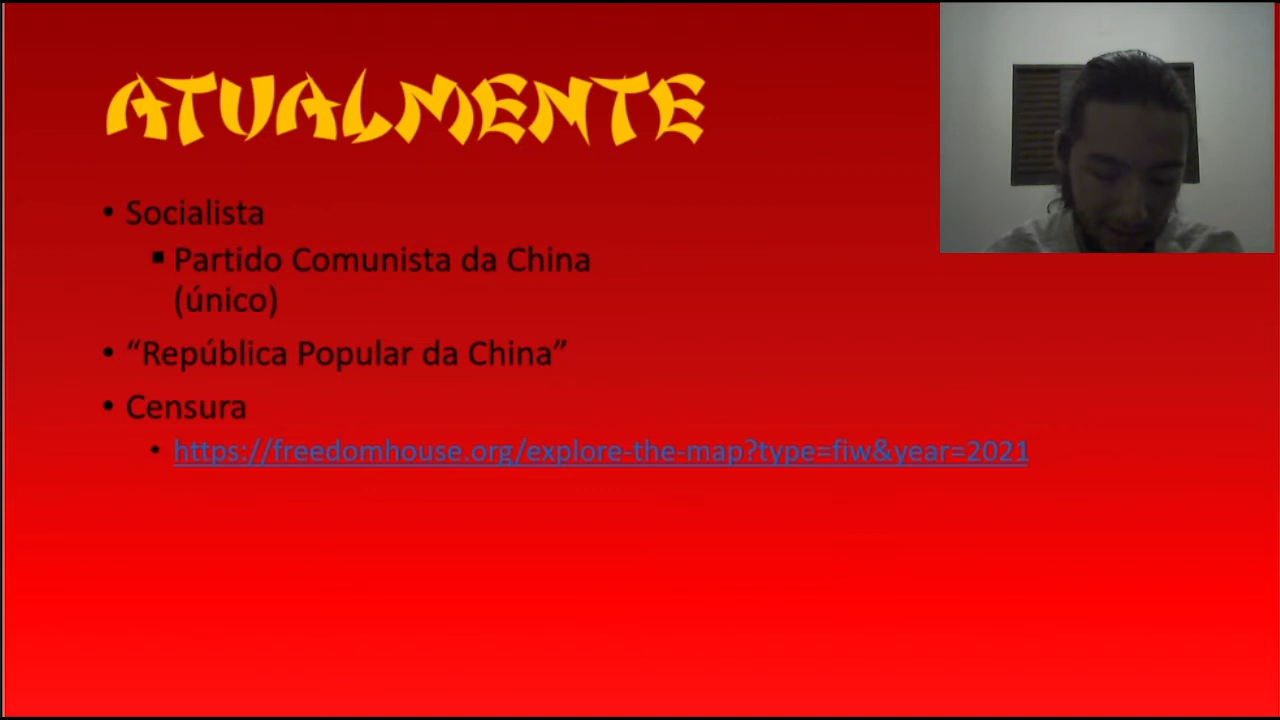 ATUALMENTE
• Socialista
▪ Partido Comunista da China
(único)
• “República Popular da China”
• Censura
• https://freedomhouse.org/explore-the-map?type=fiw&year=2021